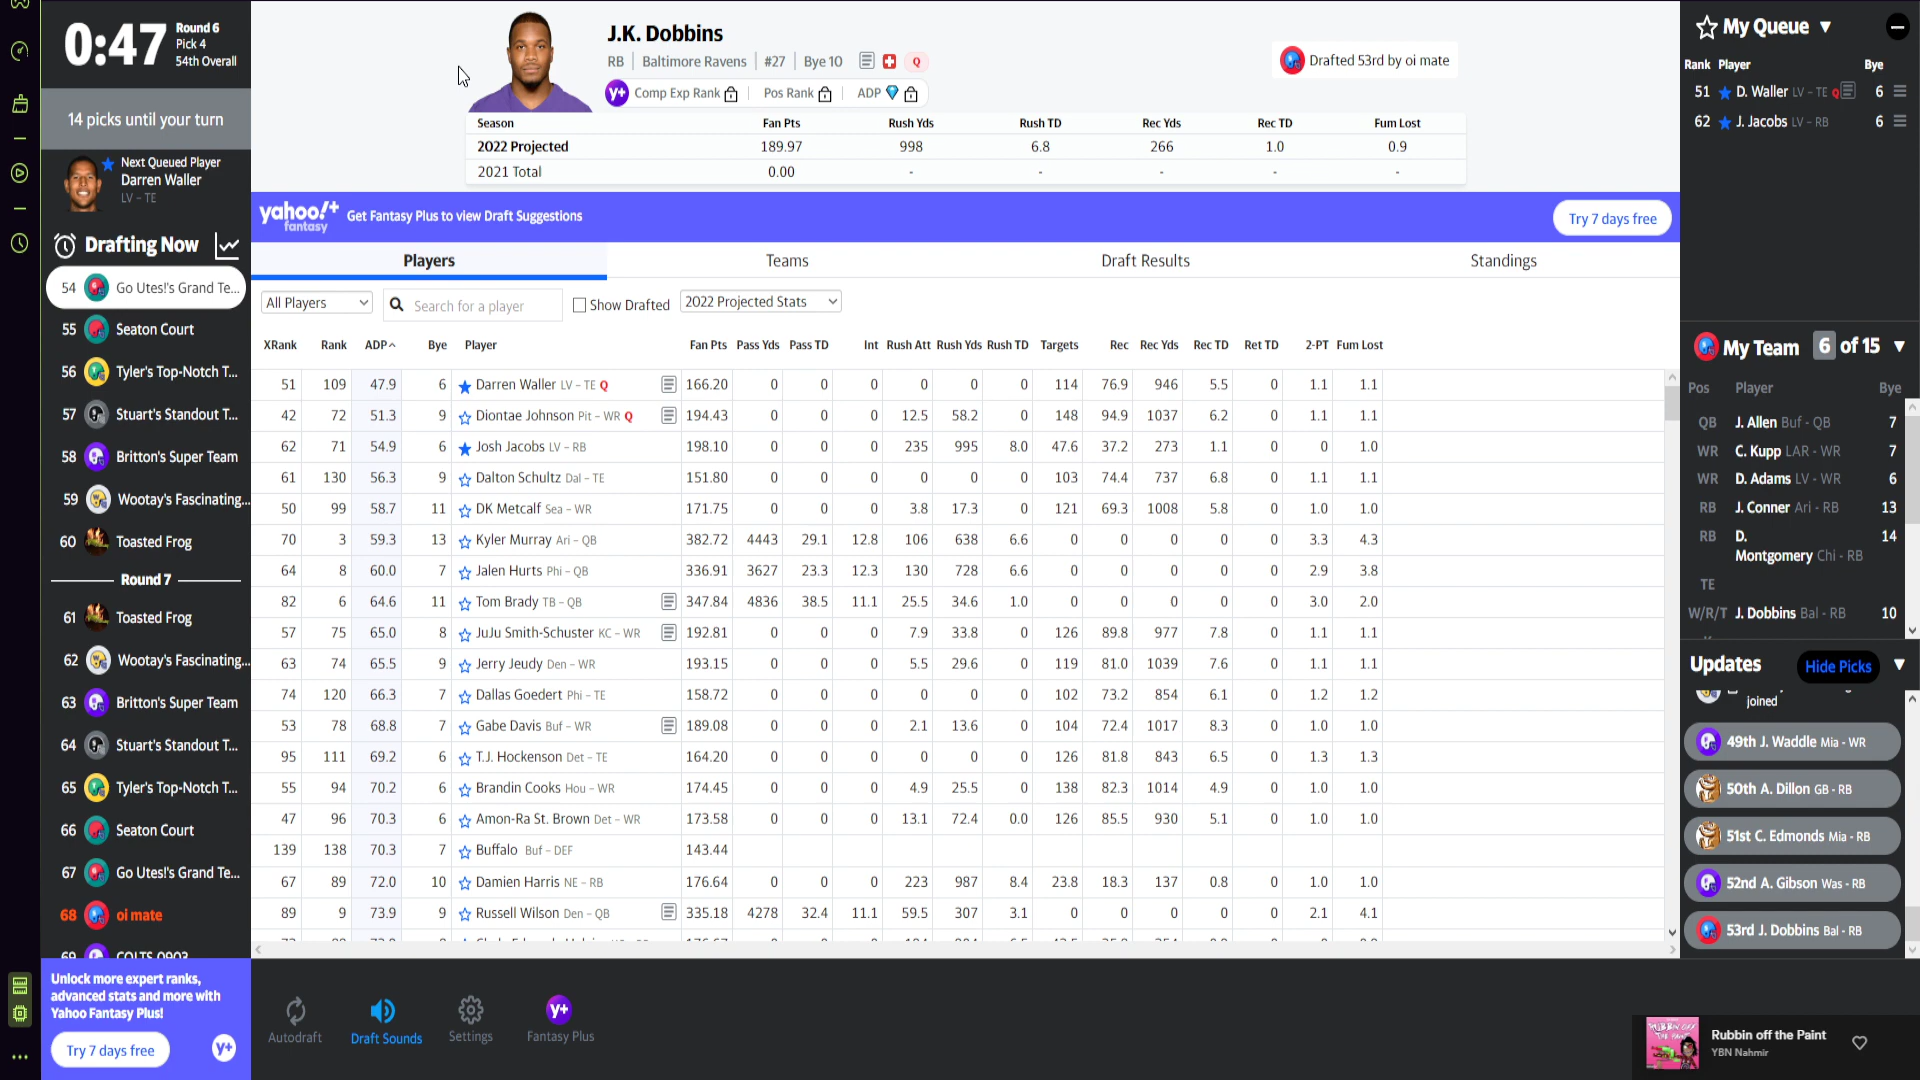 0:47
Round 6
Pick 4
54th Overall
14 picks until your turn
Next Queued Player
Darren Waller
LV - TE
Drafting Now
54 Go Utes!'s Grand Te...
55 Seaton Court
56 Tyler's Top-Notch T...
57 Stuart's Standout T...
58 Britton's Super Team
59 Wootay's Fascinating...
60 Toasted Frog
Round 7
61 Toasted Frog
62 Wootay's Fascinating...
63 Britton's Super Team
64 Stuart's Standout T...
65 Tyler's Top-Notch T...
66 Seaton Court
67 Go Utes!'s Grand Te...
68 oi mate
69 COLTS 0903
Unlock more expert ranks,
advanced stats and more with
Yahoo Fantasy Plus!
Try 7 days free
y+
J.K. Dobbins
RB Baltimore Ravens #27 Bye 10 Q
y+ Comp Exp Rank Pos Rank ADP
Drafted 53rd by oi mate
Season Fan Pts Rush Yds Rush TD Rec Yds Rec TD Fum Lost
2022 Projected 189.97 998 6.8 266 1.0 0.9
2021 Total 0.00 - - - - -
yahoo!+
fantasy
Get Fantasy Plus to view Draft Suggestions
Try 7 days free
Players Teams Draft Results Standings
All Players Search for a player Show Drafted 2022 Projected Stats
XRank Rank ADP Bye Player Fan Pts Pass Yds Pass TD Int Rush Att Rush Yds Rush TD Targets Rec Rec Yds Rec TD Ret TD 2-PT Fum Lost
51 109 47.9 6 Darren Waller LV - TE Q 166.20 0 0 0 0 0 0 114 76.9 946 5.5 0 1.1 1.1
42 72 51.3 9 Diontae Johnson Pit - WR Q 194.43 0 0 0 12.5 58.2 0 148 94.9 1037 6.2 0 1.1 1.1
62 71 54.9 6 Josh Jacobs LV - RB 198.10 0 0 0 235 995 8.0 47.6 37.2 273 1.1 0 0 1.0
61 130 56.3 9 Dalton Schultz Dal - TE 151.80 0 0 0 0 0 0 103 74.4 737 6.8 0 1.1 1.1
50 99 58.7 11 DK Metcalf Sea - WR 171.75 0 0 0 3.8 17.3 0 121 69.3 1008 5.8 0 1.0 1.0
70 3 59.3 13 Kyler Murray Ari - QB 382.72 4443 29.1 12.8 106 638 6.6 0 0 0 0 0 3.3 4.3
64 8 60.0 7 Jalen Hurts Phi - QB 336.91 3627 23.3 12.3 130 728 6.6 0 0 0 0 0 2.9 3.8
82 6 64.6 11 Tom Brady TB - QB 347.84 4836 38.5 11.1 25.5 34.6 1.0 0 0 0 0 0 3.0 2.0
57 75 65.0 8 JuJu Smith-Schuster KC - WR 192.81 0 0 0 7.9 33.8 0 126 89.8 977 7.8 0 1.1 1.1
63 74 65.5 9 Jerry Jeudy Den - WR 193.15 0 0 0 5.5 29.6 0 119 81.0 1039 7.6 0 1.1 1.1
74 120 66.3 7 Dallas Goedert Phi - TE 158.72 0 0 0 0 0 0 102 73.2 854 6.1 0 1.2 1.2
53 78 68.8 7 Gabe Davis Buf - WR 189.08 0 0 0 2.1 13.6 0 104 72.4 1017 8.3 0 1.0 1.0
95 111 69.2 6 T.J. Hockenson Det - TE 164.20 0 0 0 0 0 0 126 81.8 843 6.5 0 1.3 1.3
55 94 70.2 6 Brandin Cooks Hou - WR 174.45 0 0 0 4.9 25.5 0 138 82.3 1014 4.9 0 1.0 1.0
47 96 70.3 6 Amon-Ra St. Brown Det - WR 173.58 0 0 0 13.1 72.4 0.0 126 85.5 930 5.1 0 1.0 1.0
139 138 70.3 7 Buffalo Buf - DEF 143.44
67 89 72.0 10 Damien Harris NE - RB 176.64 0 0 0 223 987 8.4 23.8 18.3 137 0.8 0 1.0 1.0
89 9 73.9 9 Russell Wilson Den - QB 335.18 4278 32.4 11.1 59.5 307 3.1 0 0 0 0 0 2.1 4.1
Autodraft Draft Sounds Settings Fantasy Plus
My Queue
Rank Player Bye
51 D. Waller LV - TE Q 6
62 J. Jacobs LV - RB 6
My Team 6 of 15
Pos Player Bye
QB J. Allen Buf - QB 7
WR C. Kupp LAR - WR 7
WR D. Adams LV - WR 6
RB J. Conner Ari - RB 13
RB D. 14
Montgomery Chi - RB
TE
W/R/T J. Dobbins Bal - RB 10
Updates Hide Picks
joined
49th J. Waddle Mia - WR
50th A. Dillon GB - RB
51st C. Edmonds Mia - RB
52nd A. Gibson Was - RB
53rd J. Dobbins Bal - RB
Rubbin off the Paint
YBN Nahmir